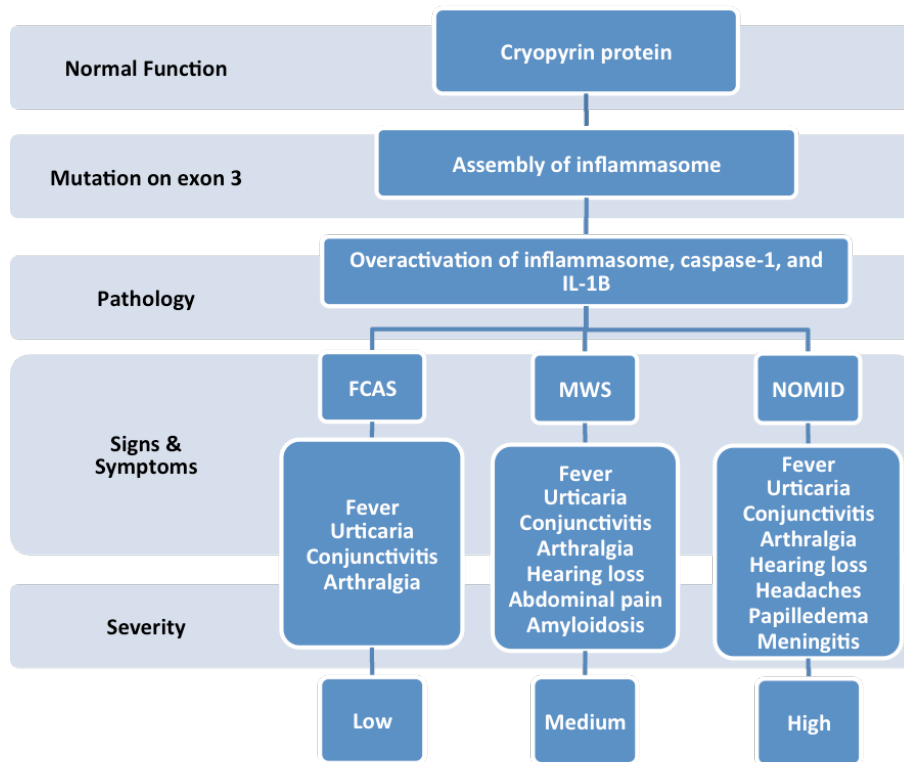 Normal Function
Cryopyrin protein
Mutation on exon 3
Assembly of inflammasome
Pathology
Overactivation of inflammasome, caspase-1, and
IL-1B
Signs &
Symptoms
FCAS
MWS
NOMID
Fever
Urticaria
Conjunctivitis
Arthralgia
Fever
Urticaria
Conjunctivitis
Arthralgia
Hearing loss
Abdominal pain
Amyloidosis
Fever
Urticaria
Conjunctivitis
Arthralgia
Hearing loss
Headaches
Papilledema
Meningitis
Severity
Low
Medium
High